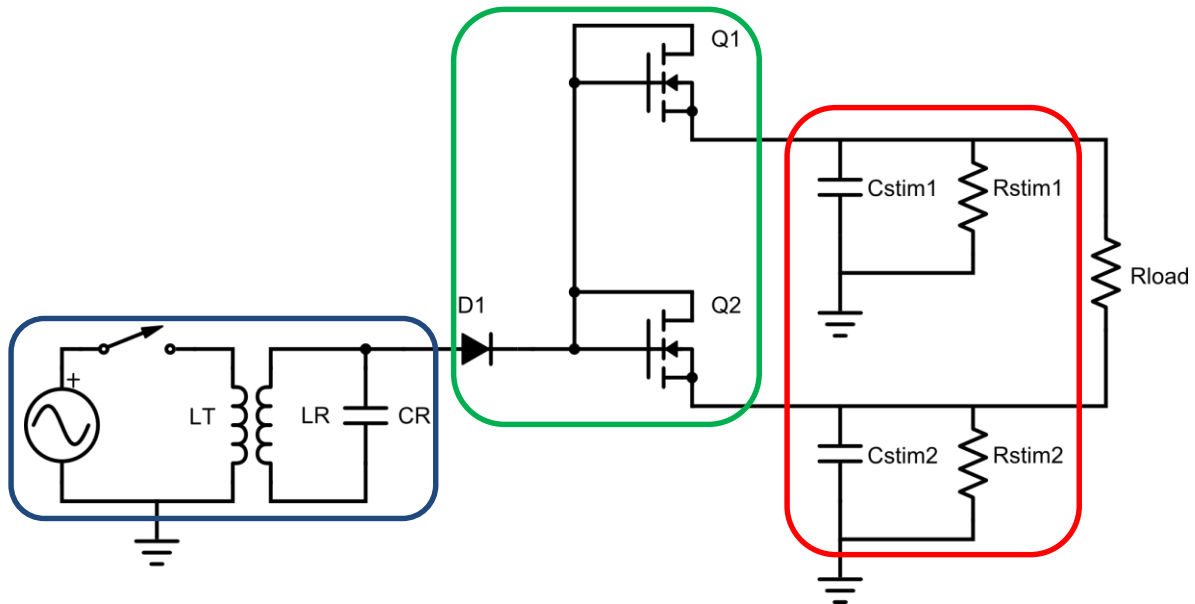 Q1
Cstim1
Rstim1
Rload
D1
Q2
+
LT
LR
CR
Cstim2
Rstim2